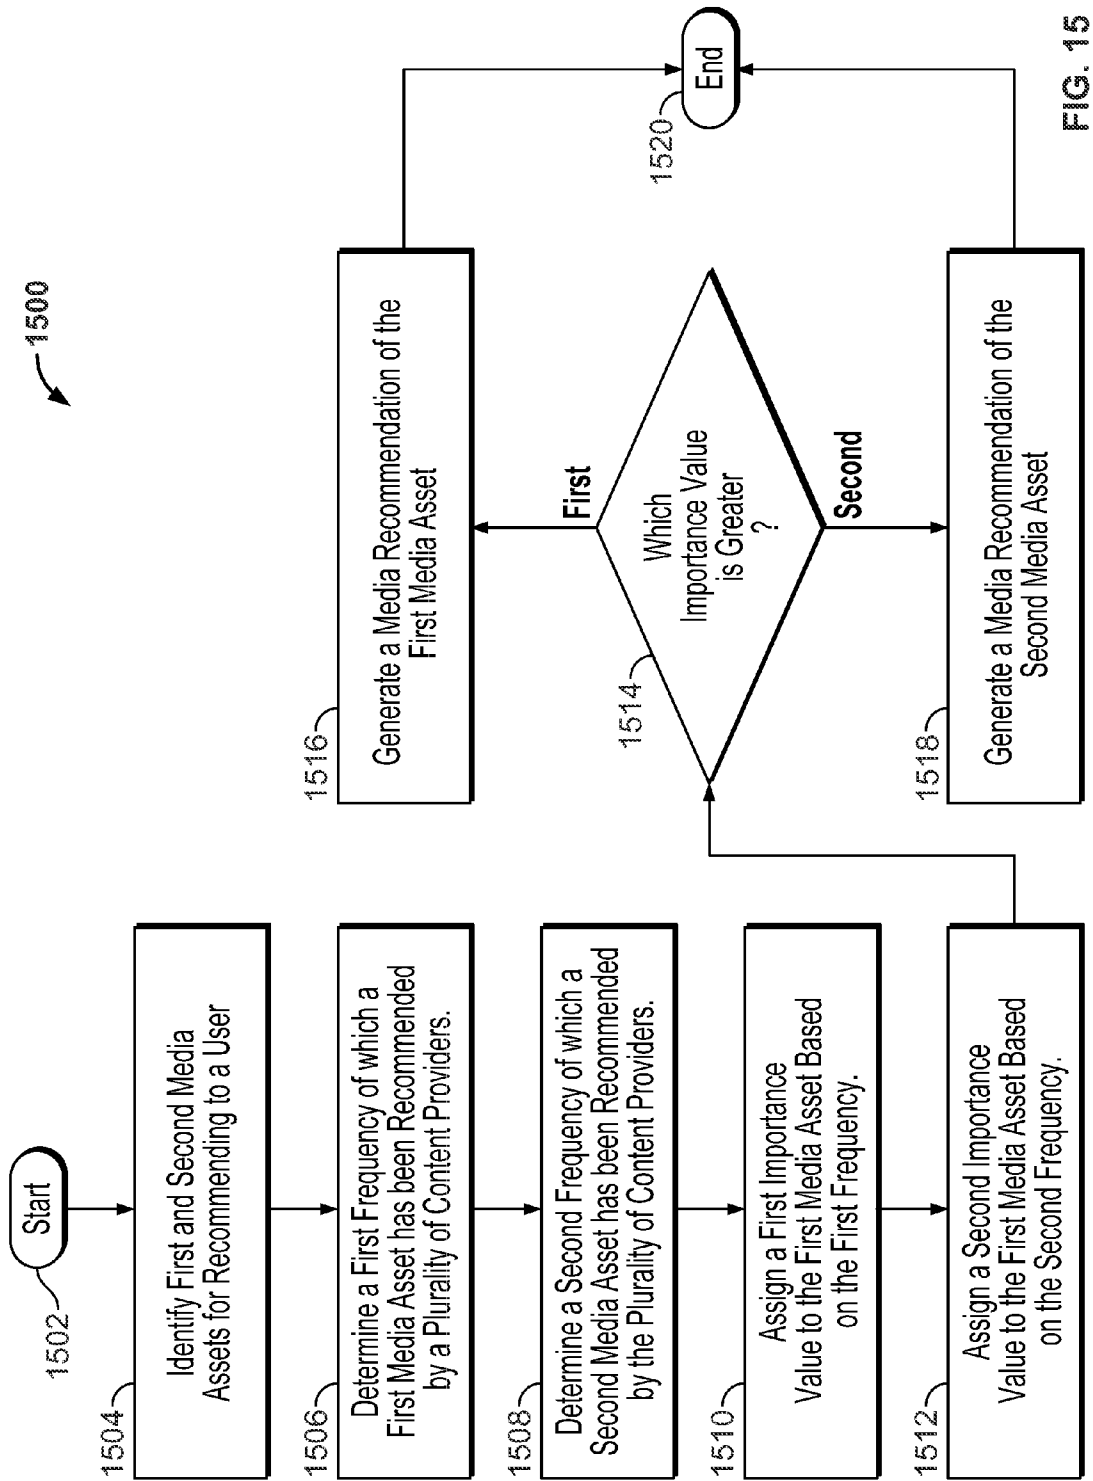 1500
Start
1502
1504
Identify First and Second Media
Assets for Recommending to a User
1506
Determine a First Frequency of which a
First Media Asset has been Recommended
by a Plurality of Content Providers.
1508
Determine a Second Frequency of which a
Second Media Asset has been Recommended
by the Plurality of Content Providers.
1510
Assign a First Importance
Value to the First Media Asset Based
on the First Frequency.
1512
Assign a Second Importance
Value to the First Media Asset Based
on the Second Frequency.
1514
Which
Importance Value
is Greater
?
First
1516
Generate a Media Recommendation of the
First Media Asset
Second
1518
Generate a Media Recommendation of the
Second Media Asset
End
1520
FIG. 15